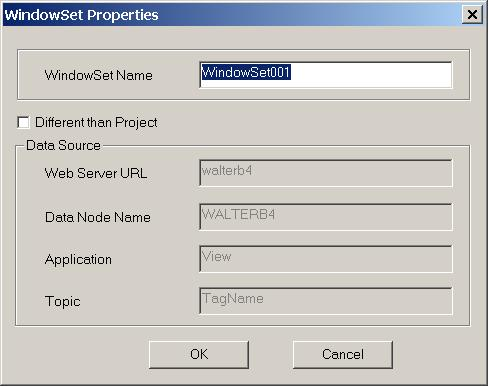 WindowSet Properties
WindowSet Name WindowSet001
Different than Project
Data Source
Web Server URL walterb4
Data Node Name WALTERB4
Application View
Topic TagName
OK Cancel